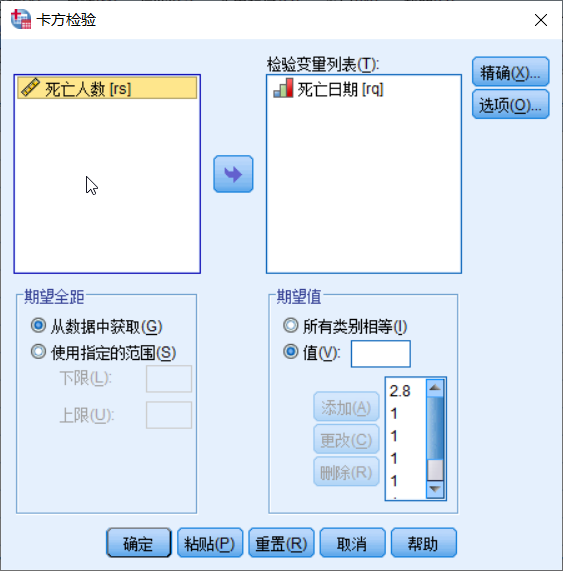 卡方检验
检验变量列表(T):
死亡人数 [rs]
死亡日期 [rq]
精确(X)...
选项(O)...
期望全距
从数据中获取(G)
使用指定的范围(S)
下限(L):
上限(U):
期望值
所有类别相等(I)
值(V):
添加(A)
更改(C)
删除(R)
2.8
1
1
1
1
确定
粘贴(P)
重置(R)
取消
帮助